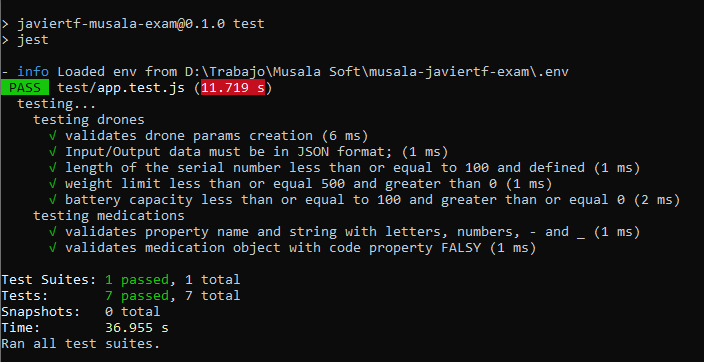 > javiertf-musala-exam@0.1.0 test
> jest
- info Loaded env from D:\Trabajo\Musala Soft\musala-javiertf-exam\.env
PASS test/app.test.js (11.719 s)
testing...
testing drones
√ validates drone params creation (6 ms)
√ Input/Output data must be in JSON format; (1 ms)
√ length of the serial number less than or equal to 100 and defined (1 ms)
√ weight limit less than or equal 500 and greater than 0 (1 ms)
√ battery capacity less than or equal to 100 and greater than or equal 0 (2 ms)
testing medications
√ validates property name and string with letters, numbers, - and _ (1 ms)
√ validates medication object with code property FALSY (1 ms)
Test Suites: 1 passed, 1 total
Tests: 7 passed, 7 total
Snapshots: 0 total
Time: 36.955 s
Ran all test suites.